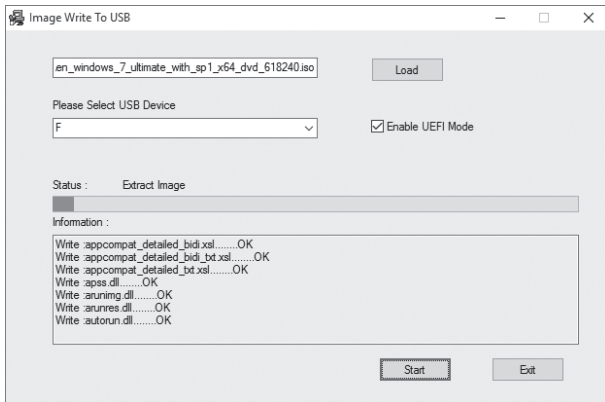 Image Write To USB
.en_windows_7_ultimate_with_sp1_x64_dvd_618240.iso
Load
Please Select USB Device
F
Enable UEFI Mode
Status : Extract Image
Information :
Write :appcompat_detailed_bidi.xsl........OK
Write :appcompat_detailed_bidi_txt.xsl........OK
Write :appcompat_detailed_txt.xsl........OK
Write :apss.dll........OK
Write :arunimg.dll........OK
Write :arunres.dll........OK
Write :autorun.dll........OK
Start
Exit